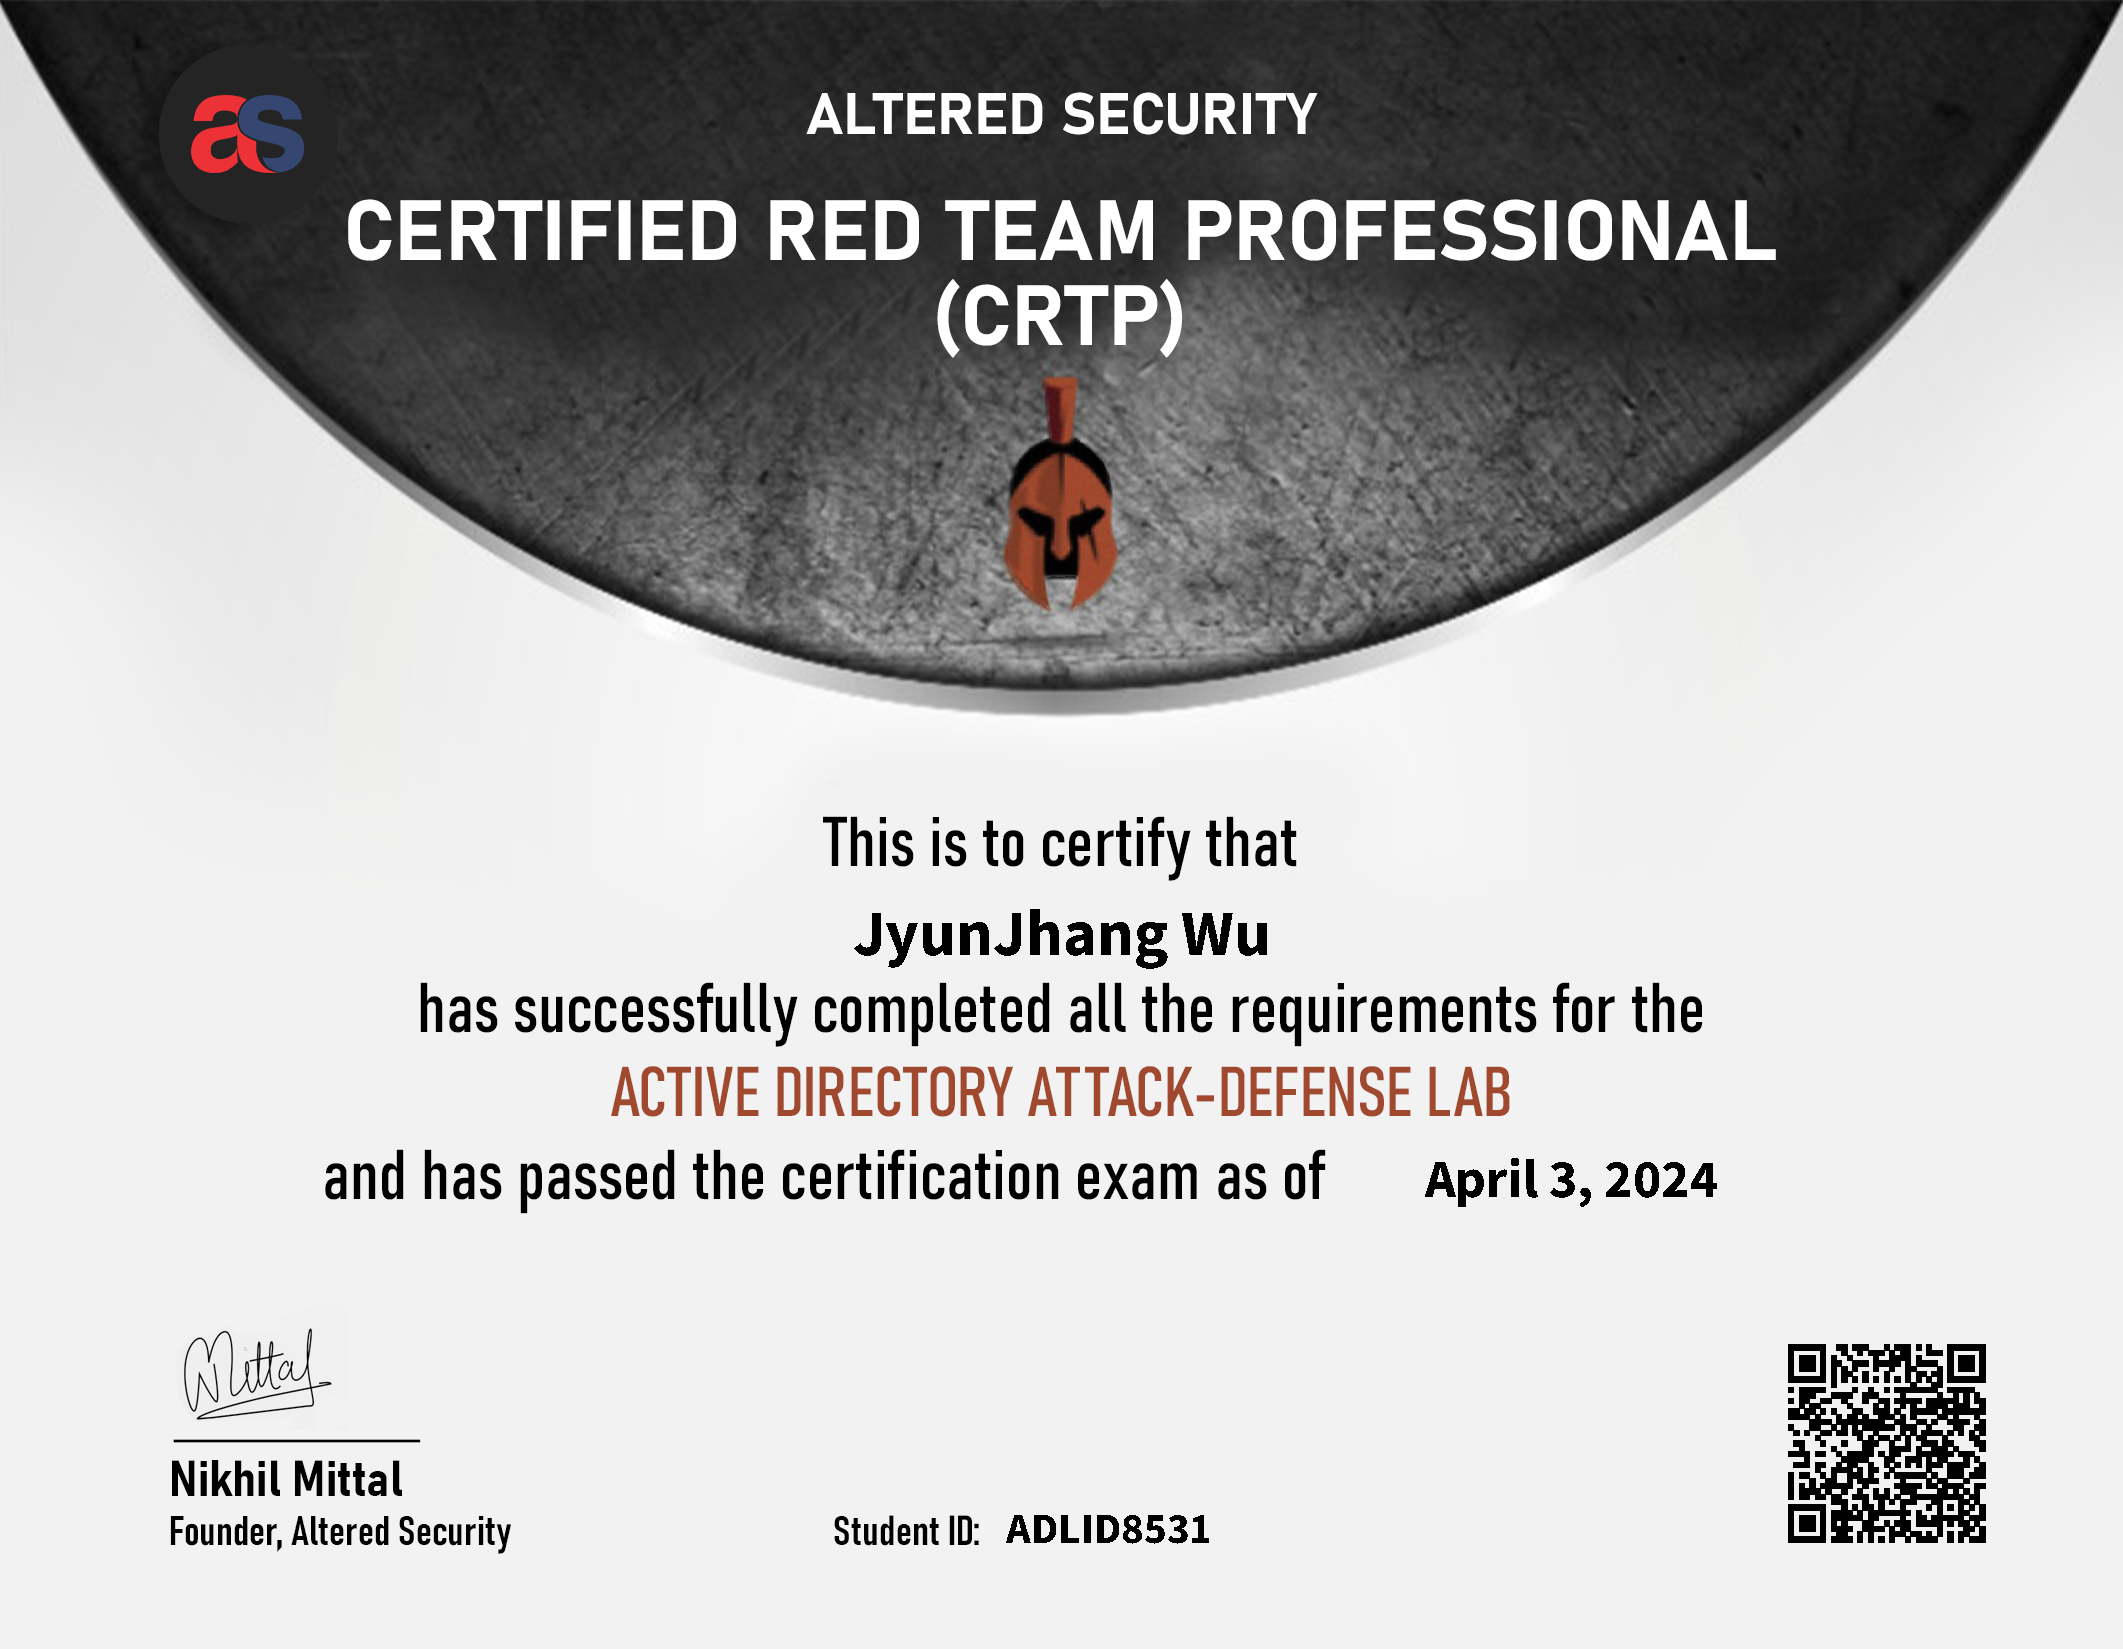 as
ALTERED SECURITY
CERTIFIED RED TEAM PROFESSIONAL
(CRTP)
This is to certify that
JyunJhang Wu
has successfully completed all the requirements for the
ACTIVE DIRECTORY ATTACK-DEFENSE LAB
and has passed the certification exam as of April 3, 2024
Mittal
Nikhil Mittal
Founder, Altered Security
Student ID: ADLID8531